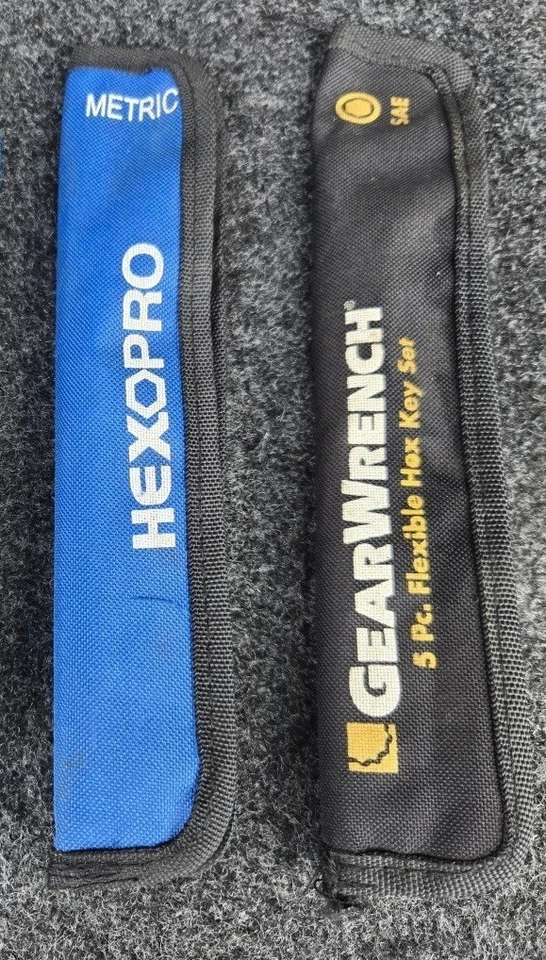 METRIC
HEXOPRO
SAE
GEARWRENCH®
5 Pc. Flexible Hex Key Set